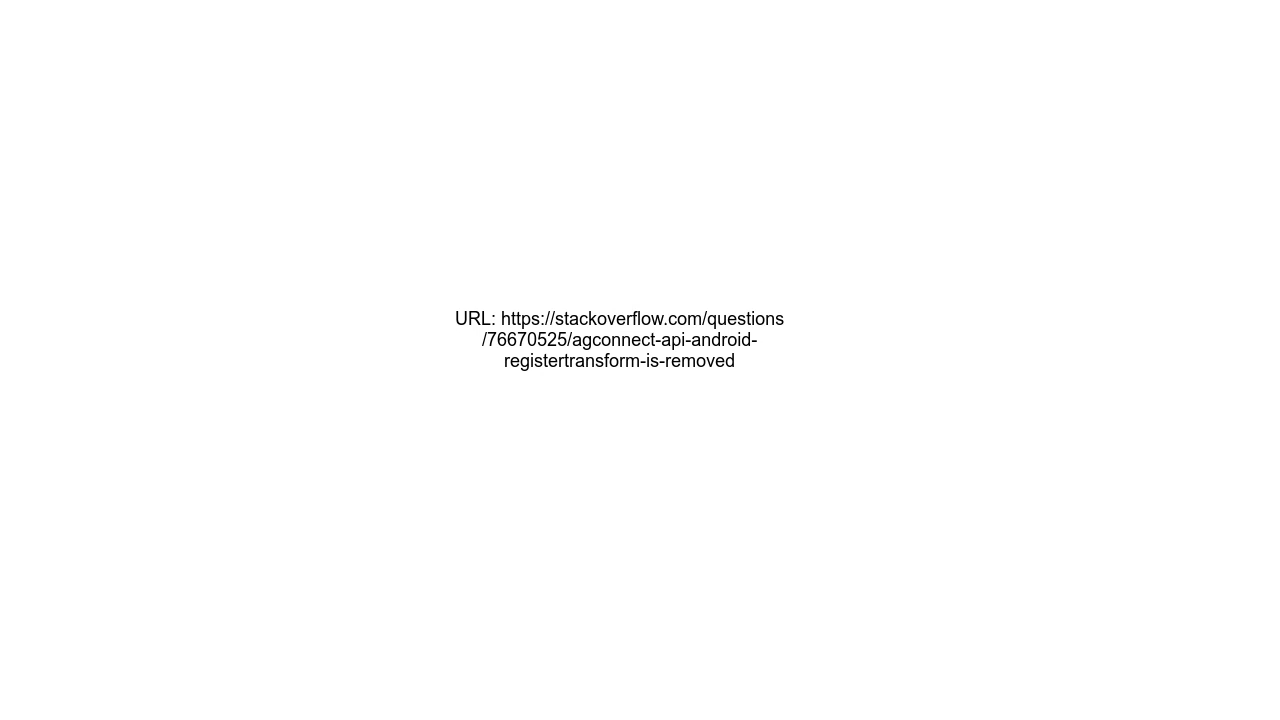 URL: https://stackoverflow.com/questions
/76670525/agconnect-api-android-
registertransform-is-removed